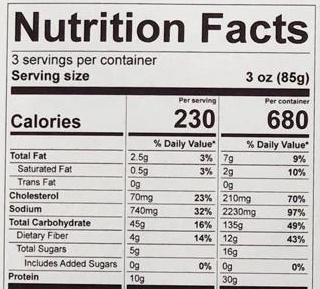 Nutrition Facts
3 servings per container
Serving size 3 oz (85g)
Per serving Per container
Calories 230 680
% Daily Value* % Daily Value*
Total Fat 2.5g 3% 7g 9%
Saturated Fat 0.5g 3% 2g 10%
Trans Fat 0g 0g
Cholesterol 70mg 23% 210mg 70%
Sodium 740mg 32% 2230mg 97%
Total Carbohydrate 45g 16% 135g 49%
Dietary Fiber 4g 14% 12g 43%
Total Sugars 5g 16g
Includes Added Sugars 0g 0% 0g 0%
Protein 10g 30g